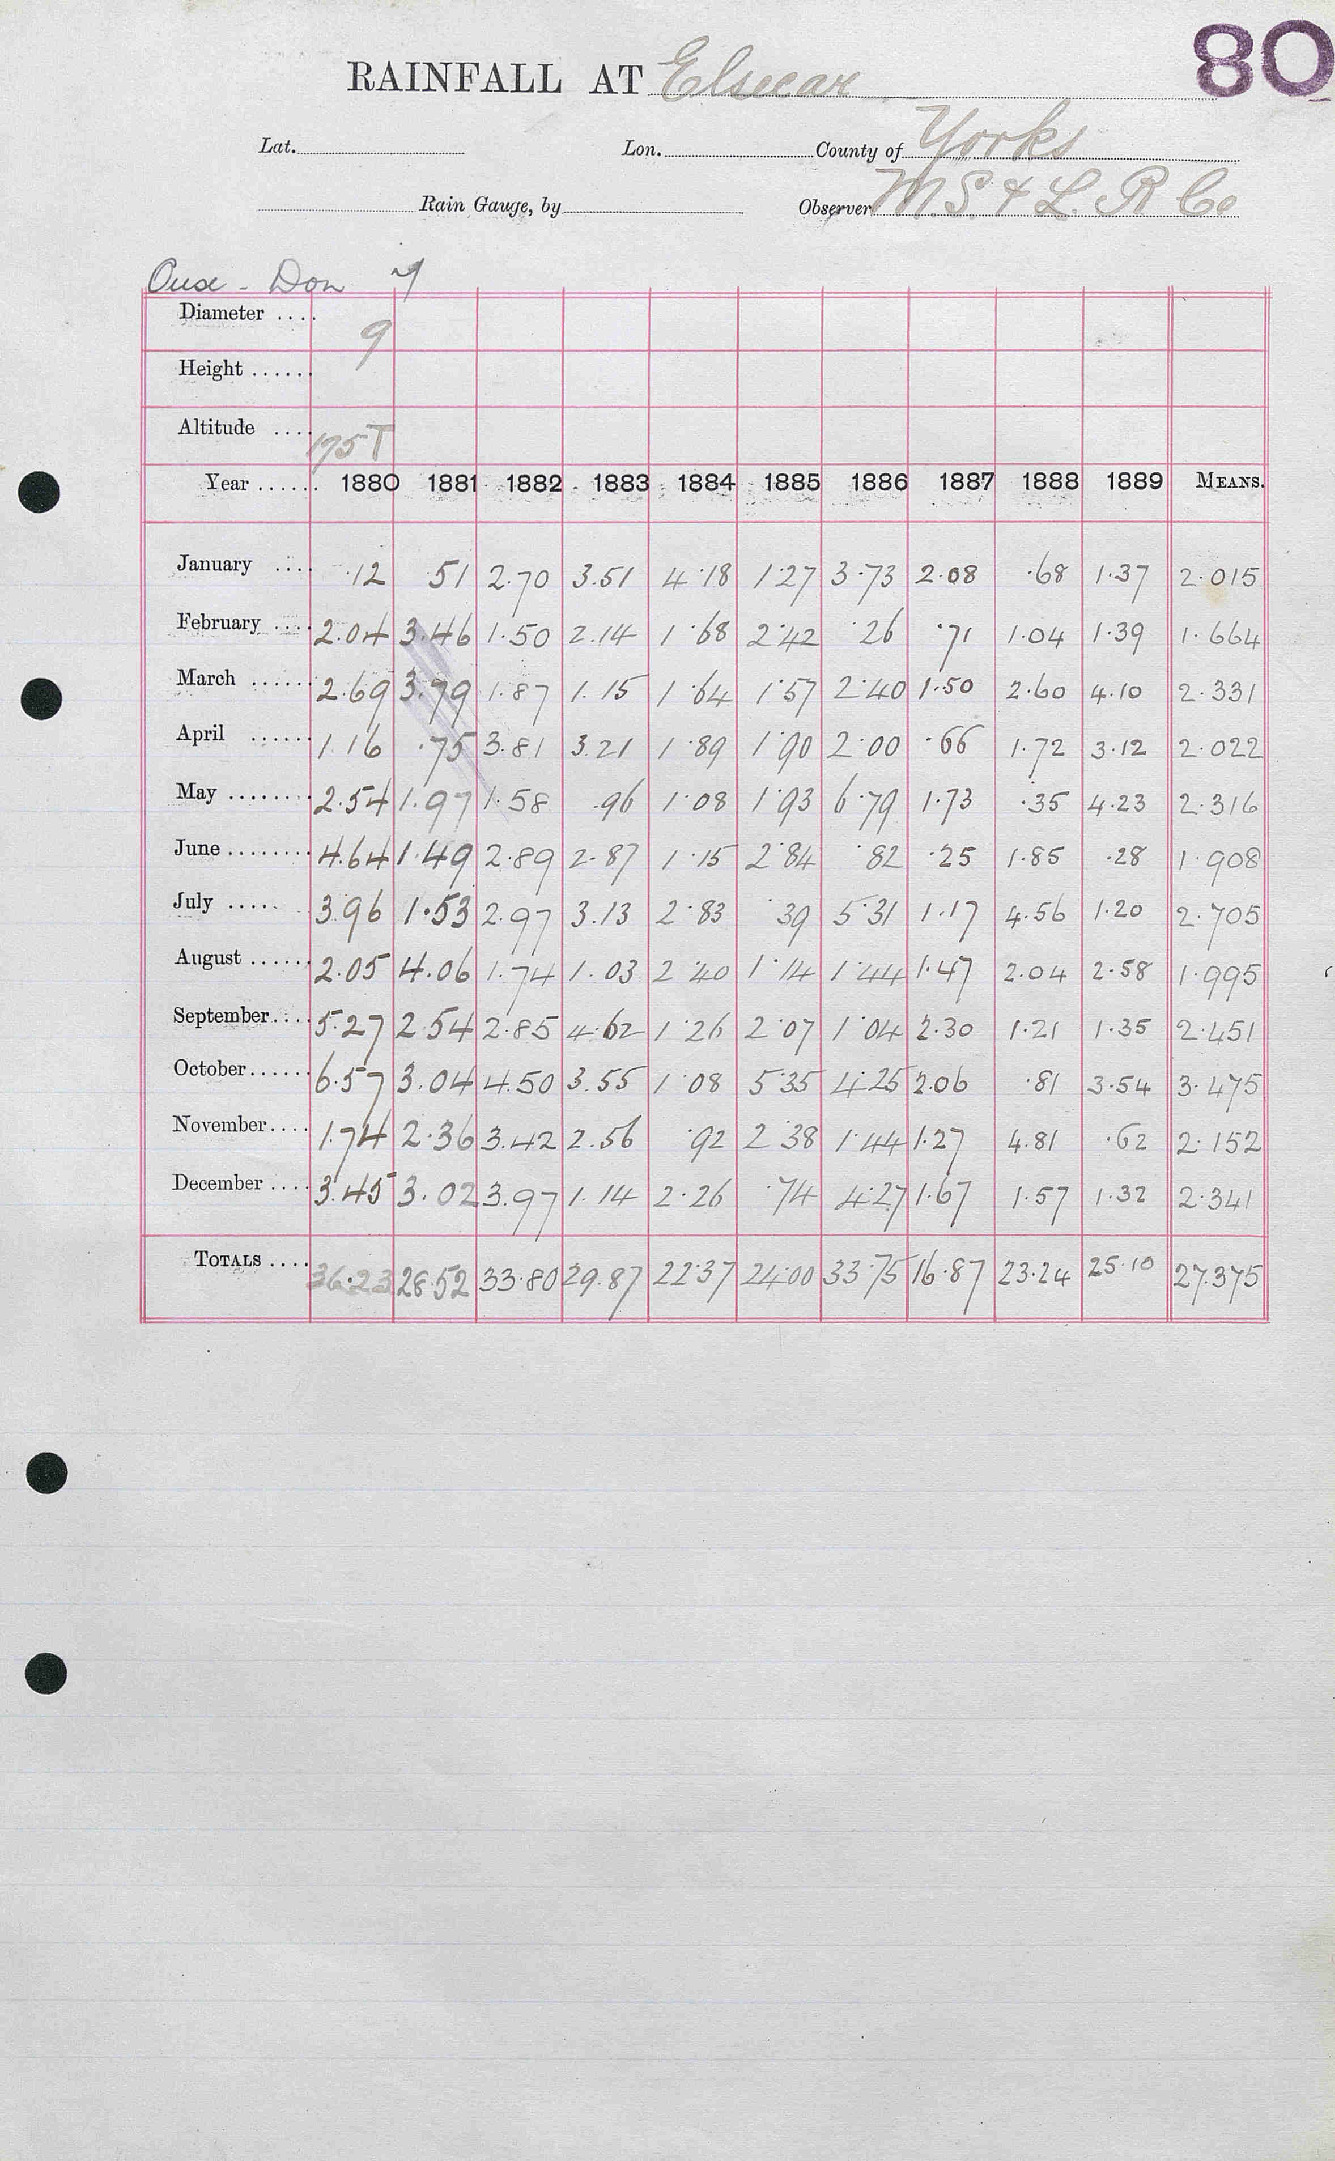 80
RAINFALL AT Elsecar
Lat. Lon. County of Yorks
Rain Gauge, by Observer M.S. & L. R Co
Ouse - Don
Diameter ....
9
Height ......
Altitude .... 175 T
Year ...... 1880 1881 1882 1883 1884 1885 1886 1887 1888 1889 MEANS.
January .... .12 51 2.70 3.51 4.18 1.27 3.73 2.08 .68 1.37 2.015
February .... 2.04 3.46 1.50 2.14 1.68 2.42 .26 .71 1.04 1.39 1.664
March ...... 2.69 3.79 1.87 1.15 1.64 1.57 2.40 1.50 2.60 4.10 2.331
April ...... 1.16 .75 3.81 3.21 1.89 1.90 2.00 .66 1.72 3.12 2.022
May ........ 2.54 1.97 1.58 .96 1.08 1.93 6.79 1.73 .35 4.23 2.316
June ........ 4.64 1.49 2.89 2.87 1.15 2.84 .82 .25 1.85 .28 1.908
July ..... 3.96 1.53 2.97 3.13 2.83 .39 5.31 1.17 4.56 1.20 2.705
August ...... 2.05 4.06 1.74 1.03 2.40 1.14 1.44 1.47 2.04 2.58 1.995
September.... 5.27 2.54 2.85 4.62 1.26 2.07 1.04 2.30 1.21 1.35 2.451
October...... 6.57 3.04 4.50 3.55 1.08 5.35 4.25 2.06 .81 3.54 3.475
November.... 1.74 2.36 3.42 2.56 .92 2.38 1.44 1.27 4.81 .62 2.152
December .... 3.45 3.02 3.97 1.14 2.26 .74 4.27 1.67 1.57 1.32 2.341
TOTALS .... 36.23 28.52 33.80 29.87 22.37 24.00 33.75 16.87 23.24 25.10 27.375